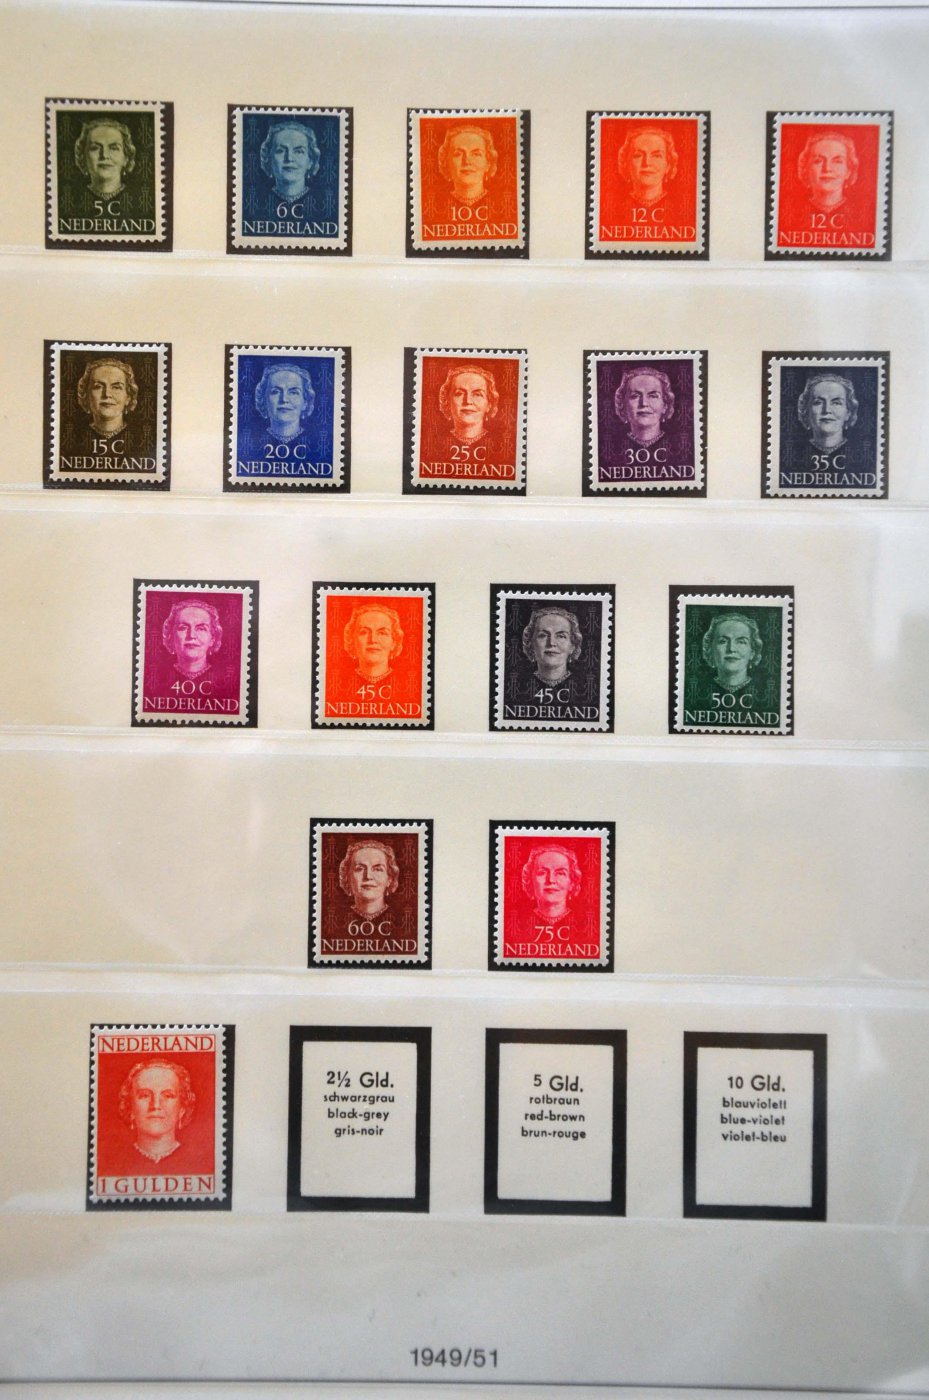 5 C
NEDERLAND
6 C
NEDERLAND
10 C
NEDERLAND
12 C
NEDERLAND
12 C
NEDERLAND
15 C
NEDERLAND
20 C
NEDERLAND
25 C
NEDERLAND
30 C
NEDERLAND
35 C
NEDERLAND
40 C
NEDERLAND
45 C
NEDERLAND
45 C
NEDERLAND
50 C
NEDERLAND
60 C
NEDERLAND
75 C
NEDERLAND
NEDERLAND
1 GULDEN
2½ Gld.
schwarzgrau
black-grey
gris-noir
5 Gld.
rotbraun
red-brown
brun-rouge
10 Gld.
blauviolett
blue-violet
violet-bleu
1949/51